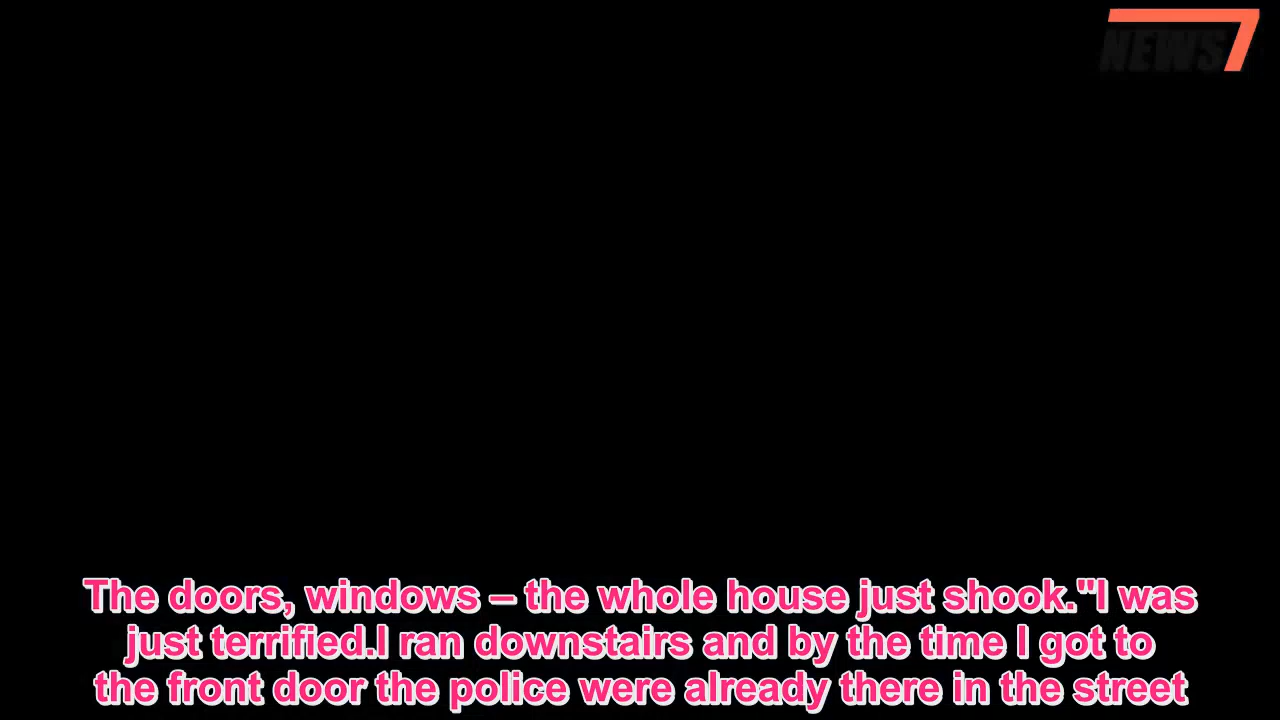 NEWS7
The doors, windows – the whole house just shook."I was
just terrified.I ran downstairs and by the time I got to
the front door the police were already there in the street